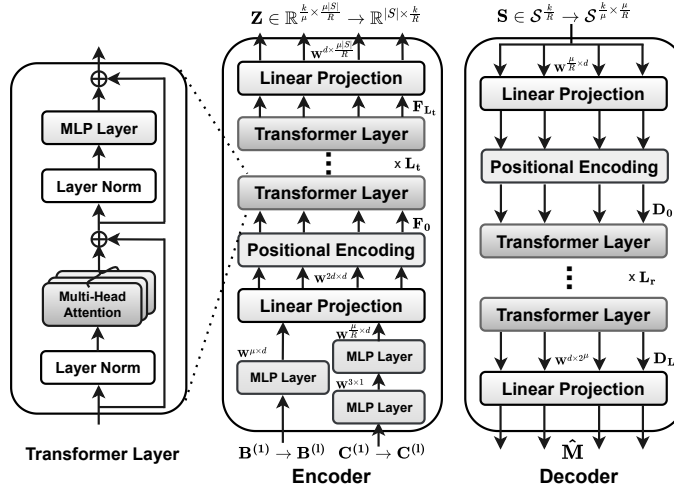 MLP Layer
Layer Norm
Multi-Head
Attention
Layer Norm
Transformer Layer
Z ∈ ℝ^{k/μ × μ|S|/R} → ℝ^{|S| × k/R}
W^{d × μ|S|/R}
Linear Projection
F_{L_t}
Transformer Layer
x L_t
Transformer Layer
F_0
Positional Encoding
W^{2d×d}
Linear Projection
W^{μ×d}
W^{μ/R × d}
MLP Layer
MLP Layer
W^{3×1}
MLP Layer
B^{(1)} → B^{(l)}
C^{(1)} → C^{(l)}
Encoder
S ∈ 𝒮^{k/R} → 𝒮^{k/μ × μ/R}
W^{μ/R × d}
Linear Projection
Positional Encoding
D_0
Transformer Layer
x L_r
Transformer Layer
W^{d×2^μ}
D_L
Linear Projection
M̂
Decoder